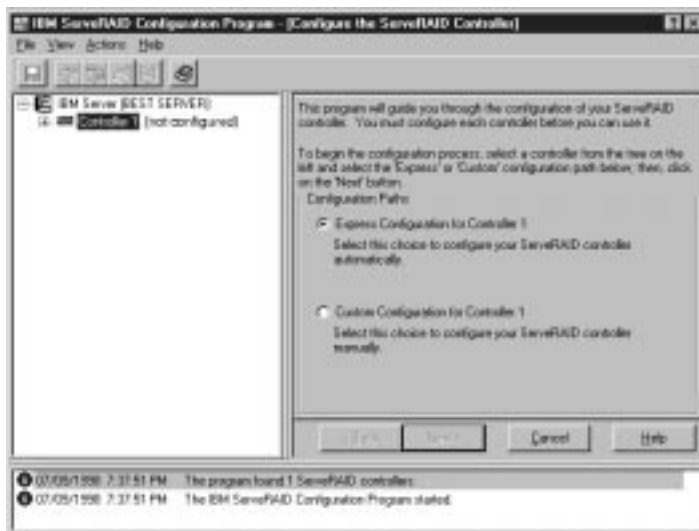 IBM ServeRAID Configuration Program - [Configure the ServeRAID Controller]
File View Actions Help
IBM Server (BEST SERVER)
Controller 1 (not configured)
This program will guide you through the configuration of your ServeRAID
controller. You must configure each controller before you can use it.
To begin the configuration process, select a controller from the tree on the
left and select the 'Express' or 'Custom' configuration path below; then, click
on the 'Next' button.
Configuration Paths
Express Configuration for Controller 1
Select this choice to configure your ServeRAID controller
automatically.
Custom Configuration for Controller 1
Select this choice to configure your ServeRAID controller
manually.
Cancel Help
07/09/1998 7:37:51 PM The program found 1 ServeRAID controllers.
07/09/1998 7:37:51 PM The IBM ServeRAID Configuration Program started.